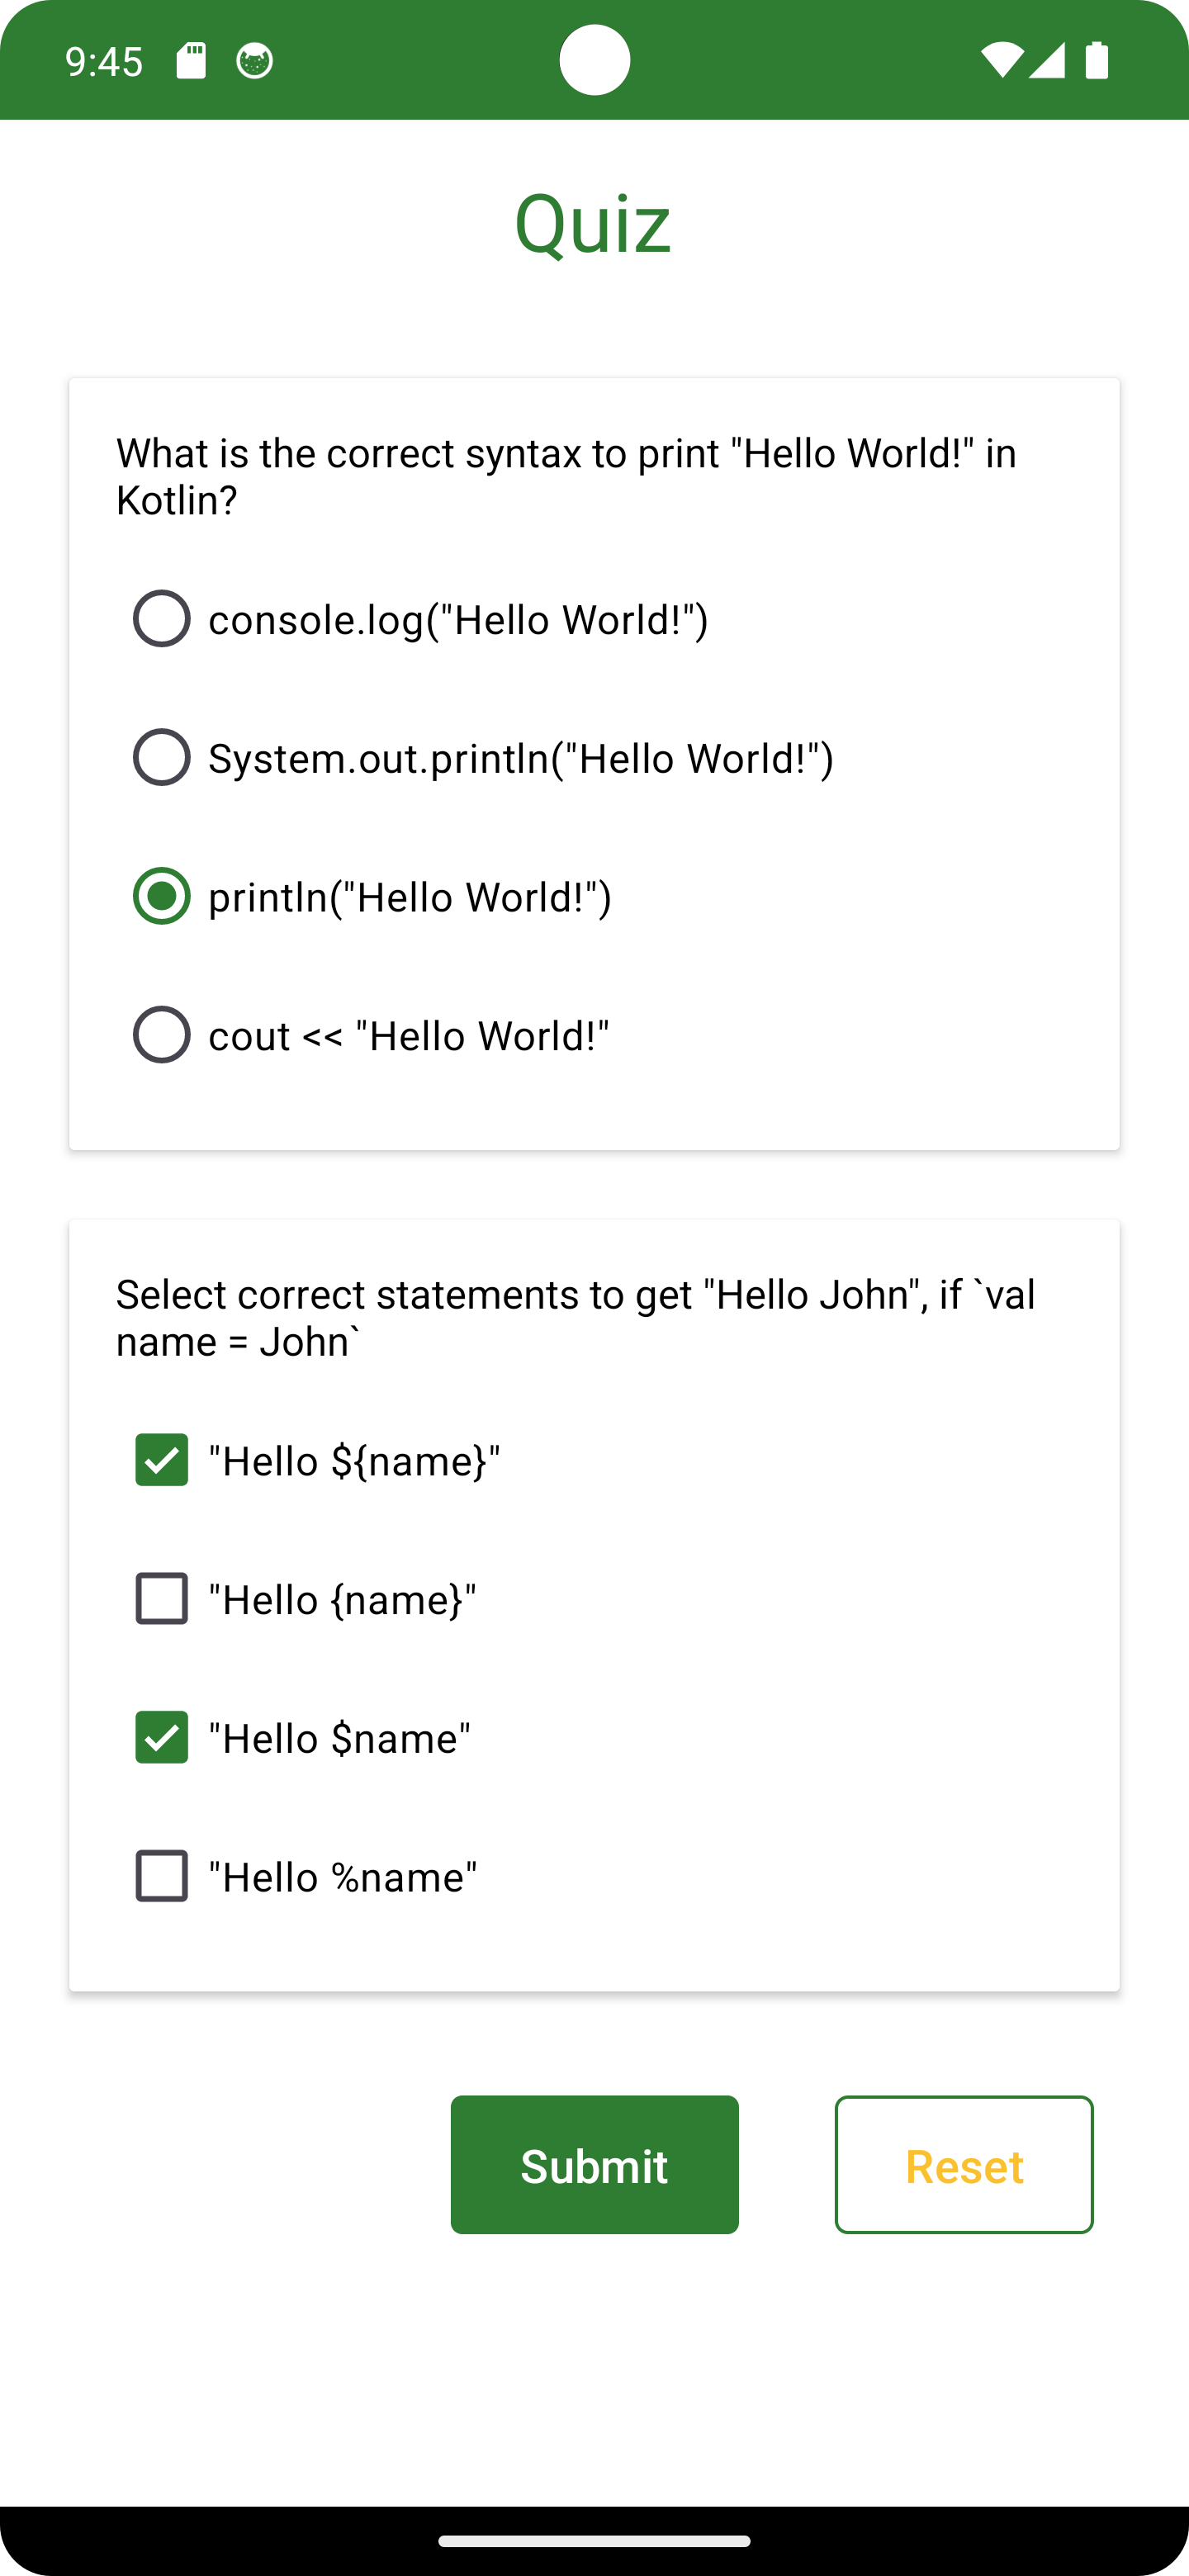 9:45
Quiz
What is the correct syntax to print "Hello World!" in
Kotlin?
console.log("Hello World!")
System.out.println("Hello World!")
println("Hello World!")
cout << "Hello World!"
Select correct statements to get "Hello John", if `val
name = John`
"Hello ${name}"
"Hello {name}"
"Hello $name"
"Hello %name"
Submit
Reset